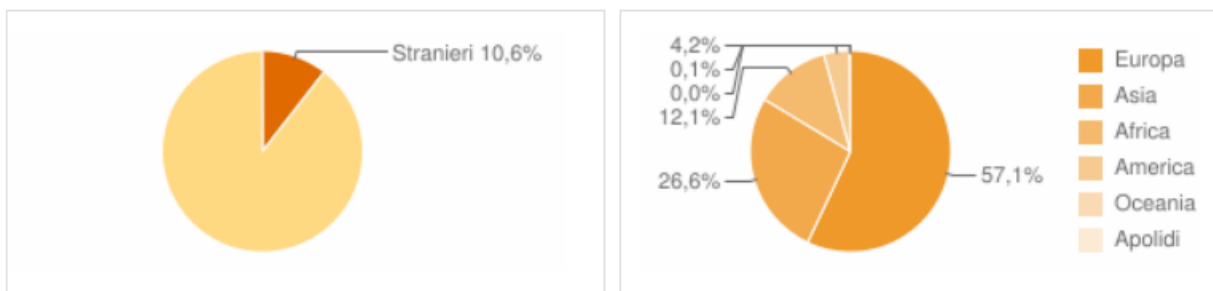 Stranieri 10,6%
4,2%
0,1%
0,0%
12,1%
26,6%
57,1%
Europa
Asia
Africa
America
Oceania
Apolidi